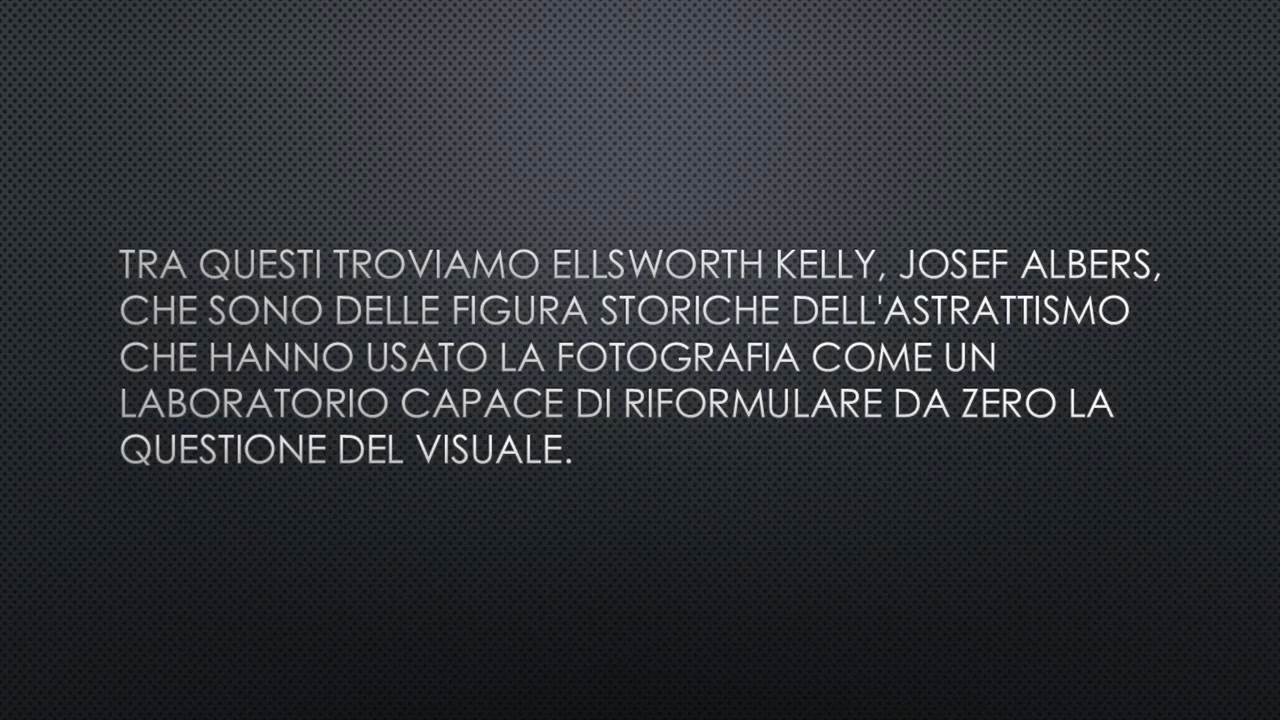 TRA QUESTI TROVIAMO ELLSWORTH KELLY, JOSEF ALBERS,
CHE SONO DELLE FIGURA STORICHE DELL'ASTRATTISMO
CHE HANNO USATO LA FOTOGRAFIA COME UN
LABORATORIO CAPACE DI RIFORMULARE DA ZERO LA
QUESTIONE DEL VISUALE.